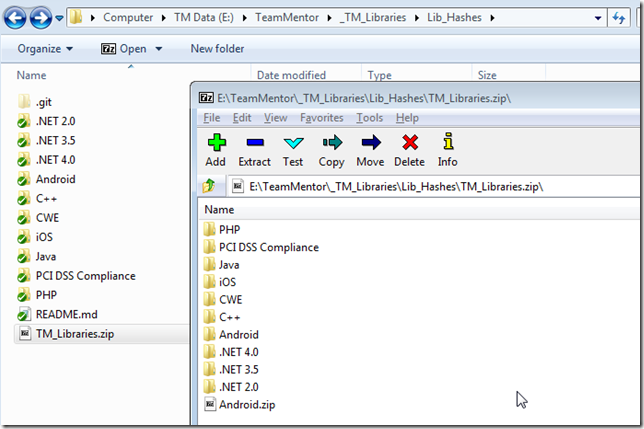 Computer ▸ TM Data (E:) ▸ TeamMentor ▸ _TM_Libraries ▸ Lib_Hashes ▸
Organize Open New folder
Name Date modified Type Size
.git
.NET 2.0
.NET 3.5
.NET 4.0
Android
C++
CWE
iOS
Java
PCI DSS Compliance
PHP
README.md
TM_Libraries.zip
E:\TeamMentor\_TM_Libraries\Lib_Hashes\TM_Libraries.zip\
File Edit View Favorites Tools Help
Add Extract Test Copy Move Delete Info
E:\TeamMentor\_TM_Libraries\Lib_Hashes\TM_Libraries.zip\
Name
PHP
PCI DSS Compliance
Java
iOS
CWE
C++
Android
.NET 4.0
.NET 3.5
.NET 2.0
Android.zip